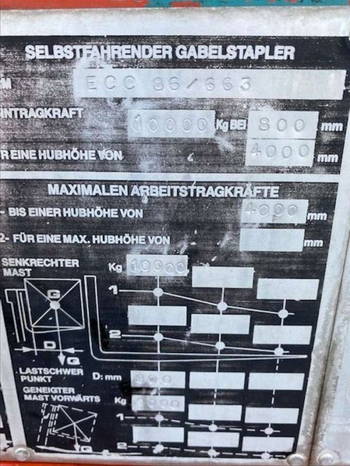 SELBSTFAHRENDER GABELSTAPLER
M ECC 86/663
INTRAGKRAFT 10000 Kg BEI 800 mm
R EINE HUBHÖHE VON 4000 mm
MAXIMALEN ARBEITSTRAGKRÄFTE
- BIS EINER HUBHÖHE VON 4000 mm
2- FÜR EINE MAX. HUBHÖHE VON mm
SENKRECHTER
MAST
Kg 10000
1
G
2
D
Q
LASTSCHWER
PUNKT
D: mm
GENEIGTER
MAST VORWÄRTS
Kg
1
G
2